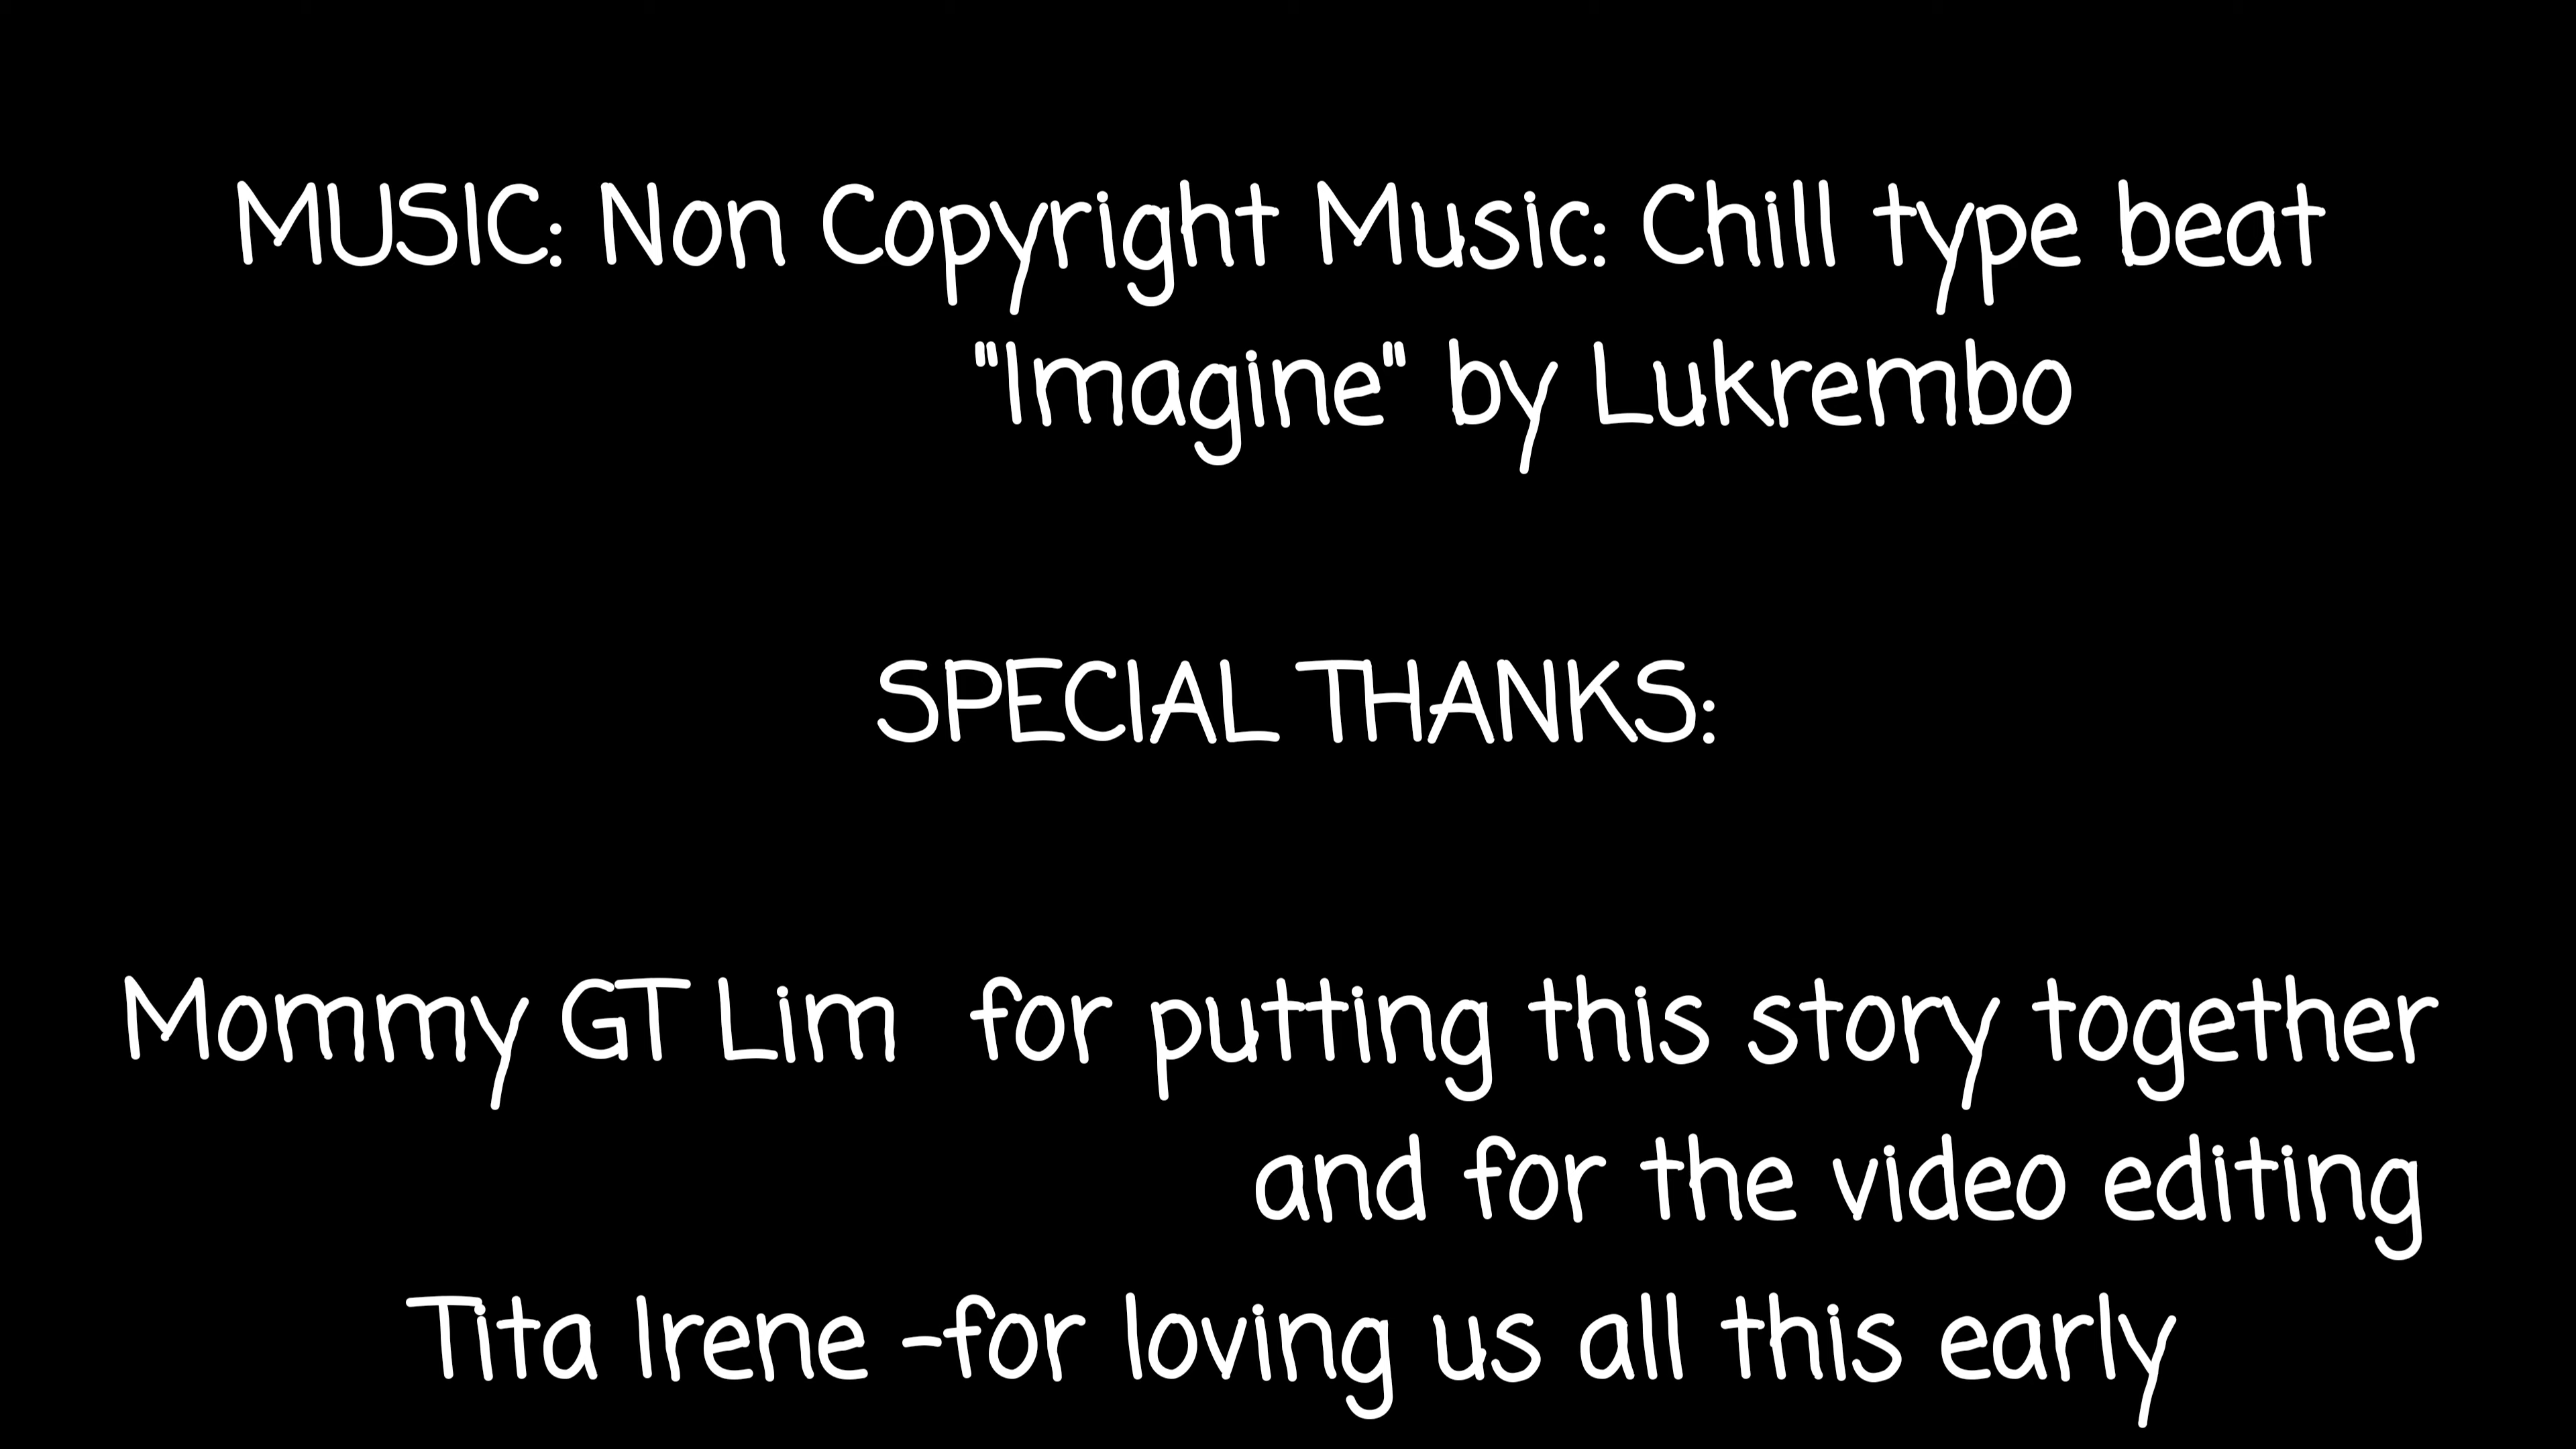 MUSIC: Non Copyright Music: Chill type beat
"Imagine" by Lukrembo
SPECIAL THANKS:
Mommy GT Lim  for putting this story together
and for the video editing
Tita Irene -for loving us all this early